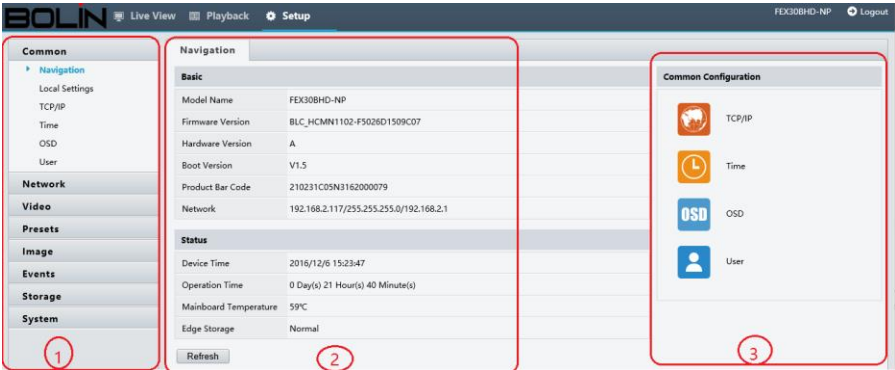 BOLIN Live View Playback Setup FEX30BHD-NP Logout
Common
Navigation
Local Settings
TCP/IP
Time
OSD
User
Network
Video
Presets
Image
Events
Storage
System
1
Navigation
Basic
Model Name FEX30BHD-NP
Firmware Version BLC_HCMN1102-F5026D1509C07
Hardware Version A
Boot Version V1.5
Product Bar Code 210231C05N3162000079
Network 192.168.2.117/255.255.255.0/192.168.2.1
Status
Device Time 2016/12/6 15:23:47
Operation Time 0 Day(s) 21 Hour(s) 40 Minute(s)
Mainboard Temperature 59℃
Edge Storage Normal
Refresh
2
Common Configuration
TCP/IP
Time
OSD OSD
User
3